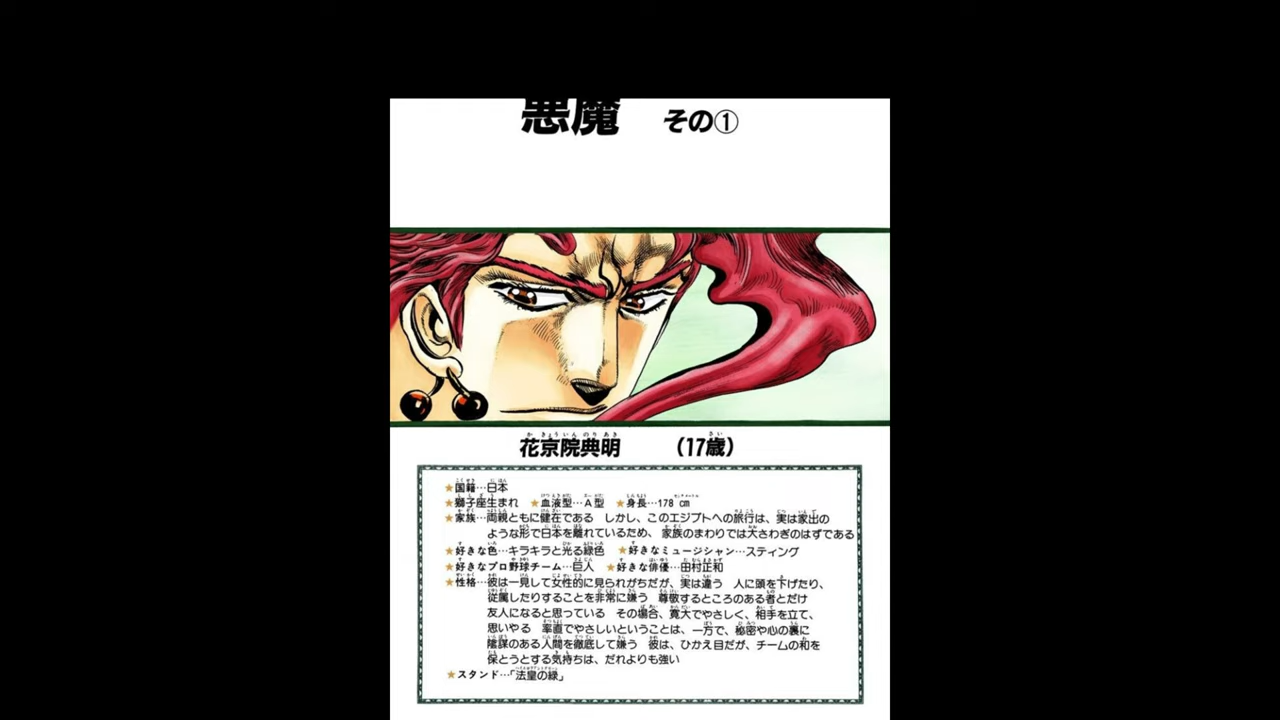 悪魔 その①
花京院典明 (17歳)
★国籍…日本
★獅子座生まれ ★血液型…A型 ★身長…178㎝
★家族…両親ともに健在である しかし、このエジプトへの旅行は、実は家出の
ような形で日本を離れているため、家族のまわりでは大さわぎのはずである
★好きな色…キラキラと光る緑色 ★好きなミュージシャン…スティング
★好きなプロ野球チーム…巨人 ★好きな俳優…田村正和
★性格…彼は一見して女性的に見られがちだが、実は違う 人に頭を下げたり、
従属したりすることを非常に嫌う 尊敬するところのある者とだけ
友人になると思っている その場合、寛大でやさしく、相手を立て、
思いやる 率直でやさしいということは、一方で、秘密や心の裏に
陰謀のある人間を徹底して嫌う 彼は、ひかえ目だが、チームの和を
保とうとする気持ちは、だれよりも強い
★スタンド…「法皇の緑」